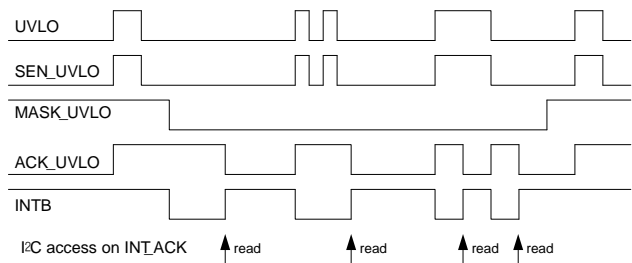 UVLO
SEN_UVLO
MASK_UVLO
ACK_UVLO
INTB
I2C access on INT_ACK read read read read